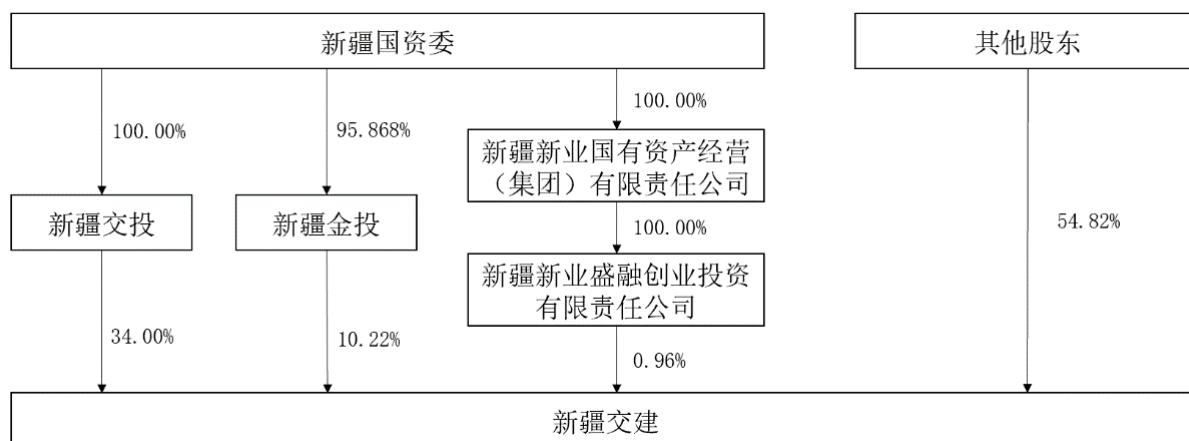 新疆国资委
其他股东
100.00%
95.868%
100.00%
新疆新业国有资产经营
（集团）有限责任公司
新疆交投
新疆金投
100.00%
54.82%
新疆新业盛融创业投资
有限责任公司
34.00%
10.22%
0.96%
新疆交建